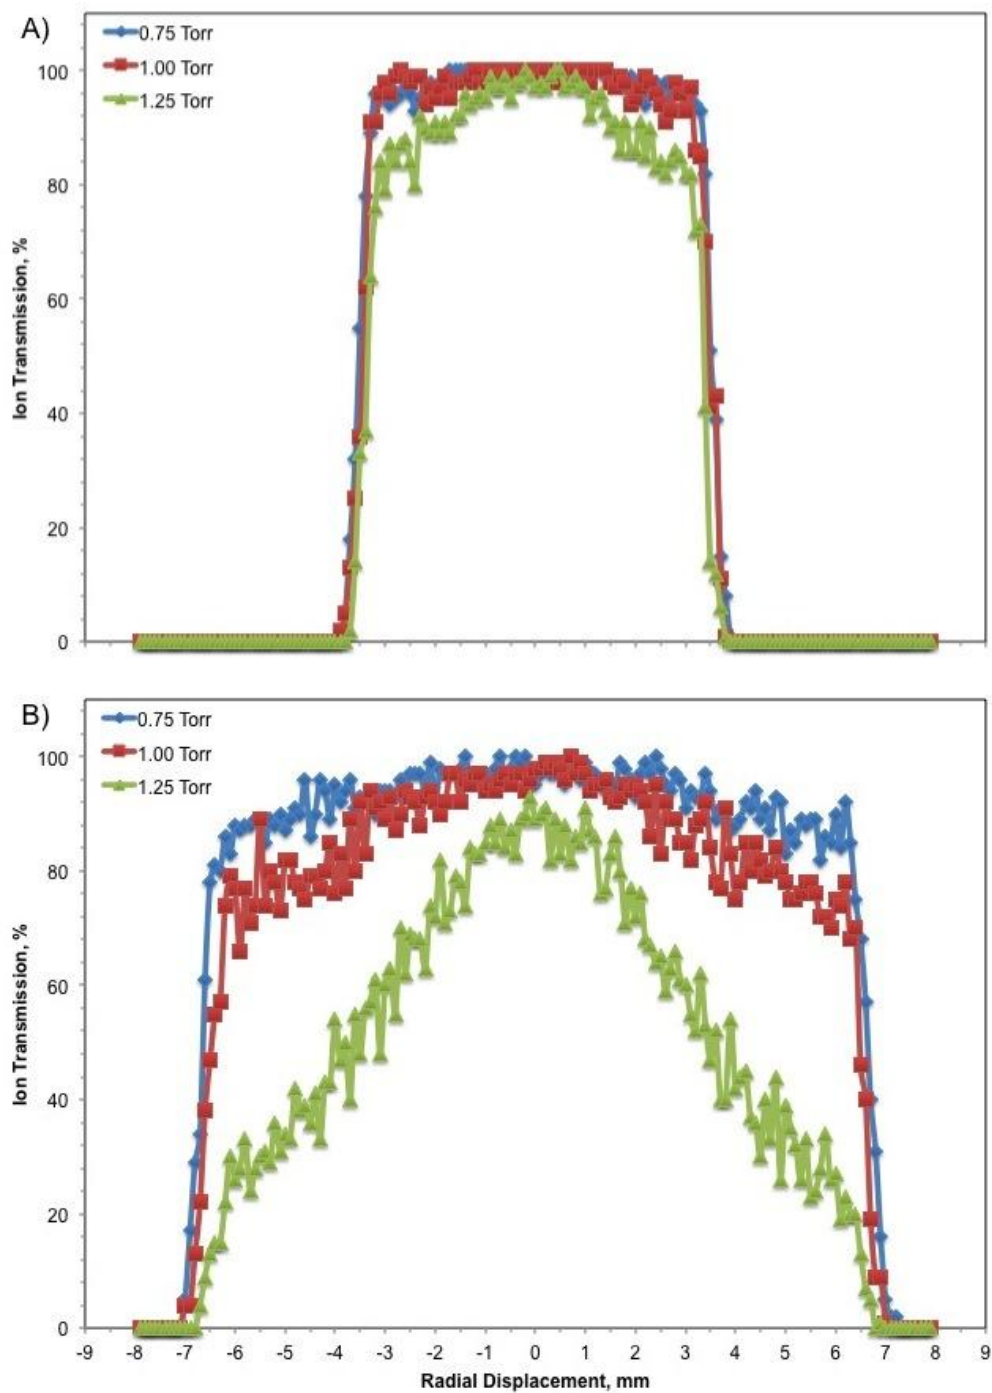 A)
0.75 Torr
1.00 Torr
1.25 Torr
100
80
60
40
20
0
Ion Transmission, %
B)
0.75 Torr
1.00 Torr
1.25 Torr
100
80
60
40
20
0
Ion Transmission, %
-9 -8 -7 -6 -5 -4 -3 -2 -1 0 1 2 3 4 5 6 7 8 9
Radial Displacement, mm